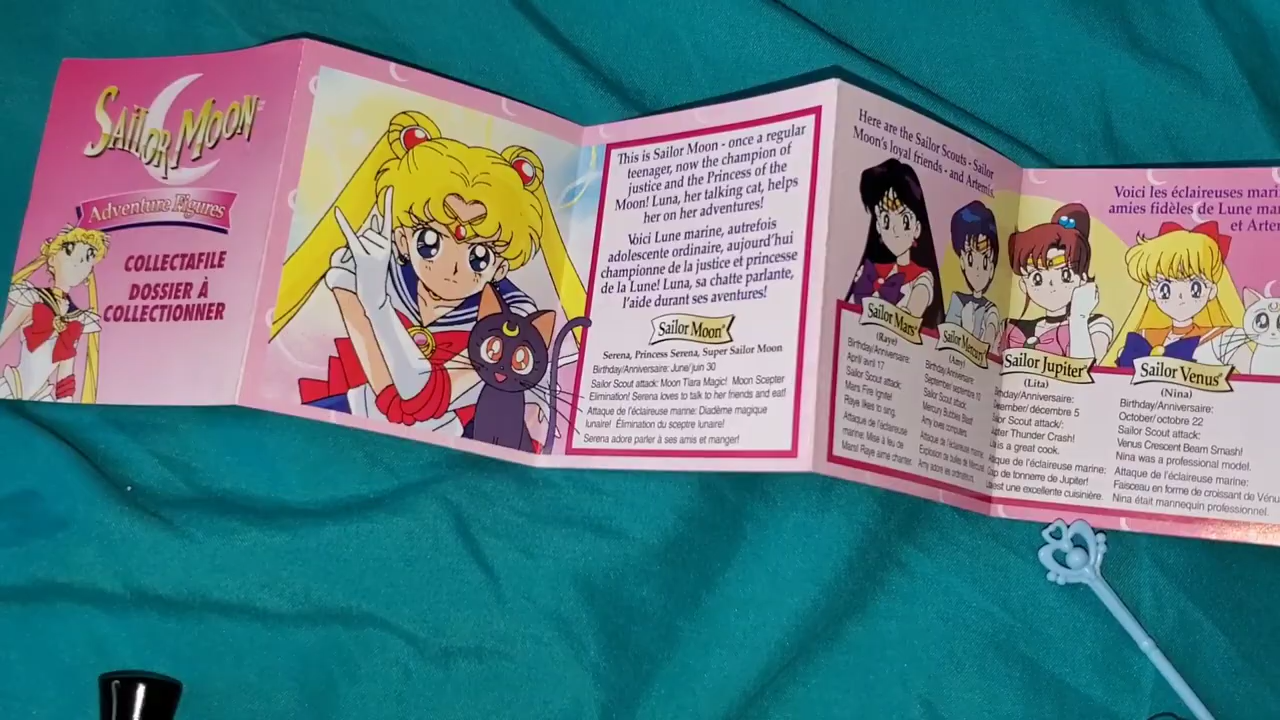 SAILOR MOON
Adventure Figures
COLLECTAFILE
DOSSIER À
COLLECTIONNER
This is Sailor Moon - once a regular
teenager, now the champion of
justice and the Princess of the
Moon! Luna, her talking cat, helps
her on her adventures!
Voici Lune marine, autrefois
adolescente ordinaire, aujourd'hui
championne de la justice et princesse
de la Lune! Luna, sa chatte parlante,
l'aide durant ses aventures!
Sailor Moon
Serena, Princess Serena, Super Sailor Moon
Birthday/Anniversaire: June/juin 30
Sailor Scout attack: Moon Tiara Magic! Moon Scepter
Elimination! Serena loves to talk to her friends and eat!
Attaque de l'éclaireuse marine: Diadème magique
lunaire! Élimination du sceptre lunaire!
Serena adore parler à ses amis et manger!
Here are the Sailor Scouts - Sailor
Moon's loyal friends - and Artemis
Sailor Mars
(Raye)
Birthday/Anniversaire:
April/ avril 17
Sailor Scout attack:
Mars Fire Ignite!
Raye likes to sing.
Attaque de l'éclaireuse
marine: Mise à feu de
Mars! Raye aime chanter.
Sailor Mercury
(Amy)
Birthday/Anniversaire:
September/septembre 10
Sailor Scout attack:
Mercury Bubbles Blast!
Amy loves computers.
Attaque de l'éclaireuse marine:
Explosion de bulles de Mercure!
Amy adore les ordinateurs.
Voici les éclaireuses mari
amies fidèles de Lune mar
et Artem
Sailor Jupiter
(Lita)
Birthday/Anniversaire:
cember/ décembre 5
Sailor Scout attack/:
Thunder Crash!
is a great cook.
aque de l'éclaireuse marine:
de tonnerre de Jupiter!
est une excellente cuisinière.
Sailor Venus
(Nina)
Birthday/Anniversaire:
October/ octobre 22
Sailor Scout attack:
Venus Crescent Beam Smash!
Nina was a professional model.
Attaque de l'éclaireuse marine:
Faisceau en forme de croissant de Vénu
Nina était mannequin professionnel.